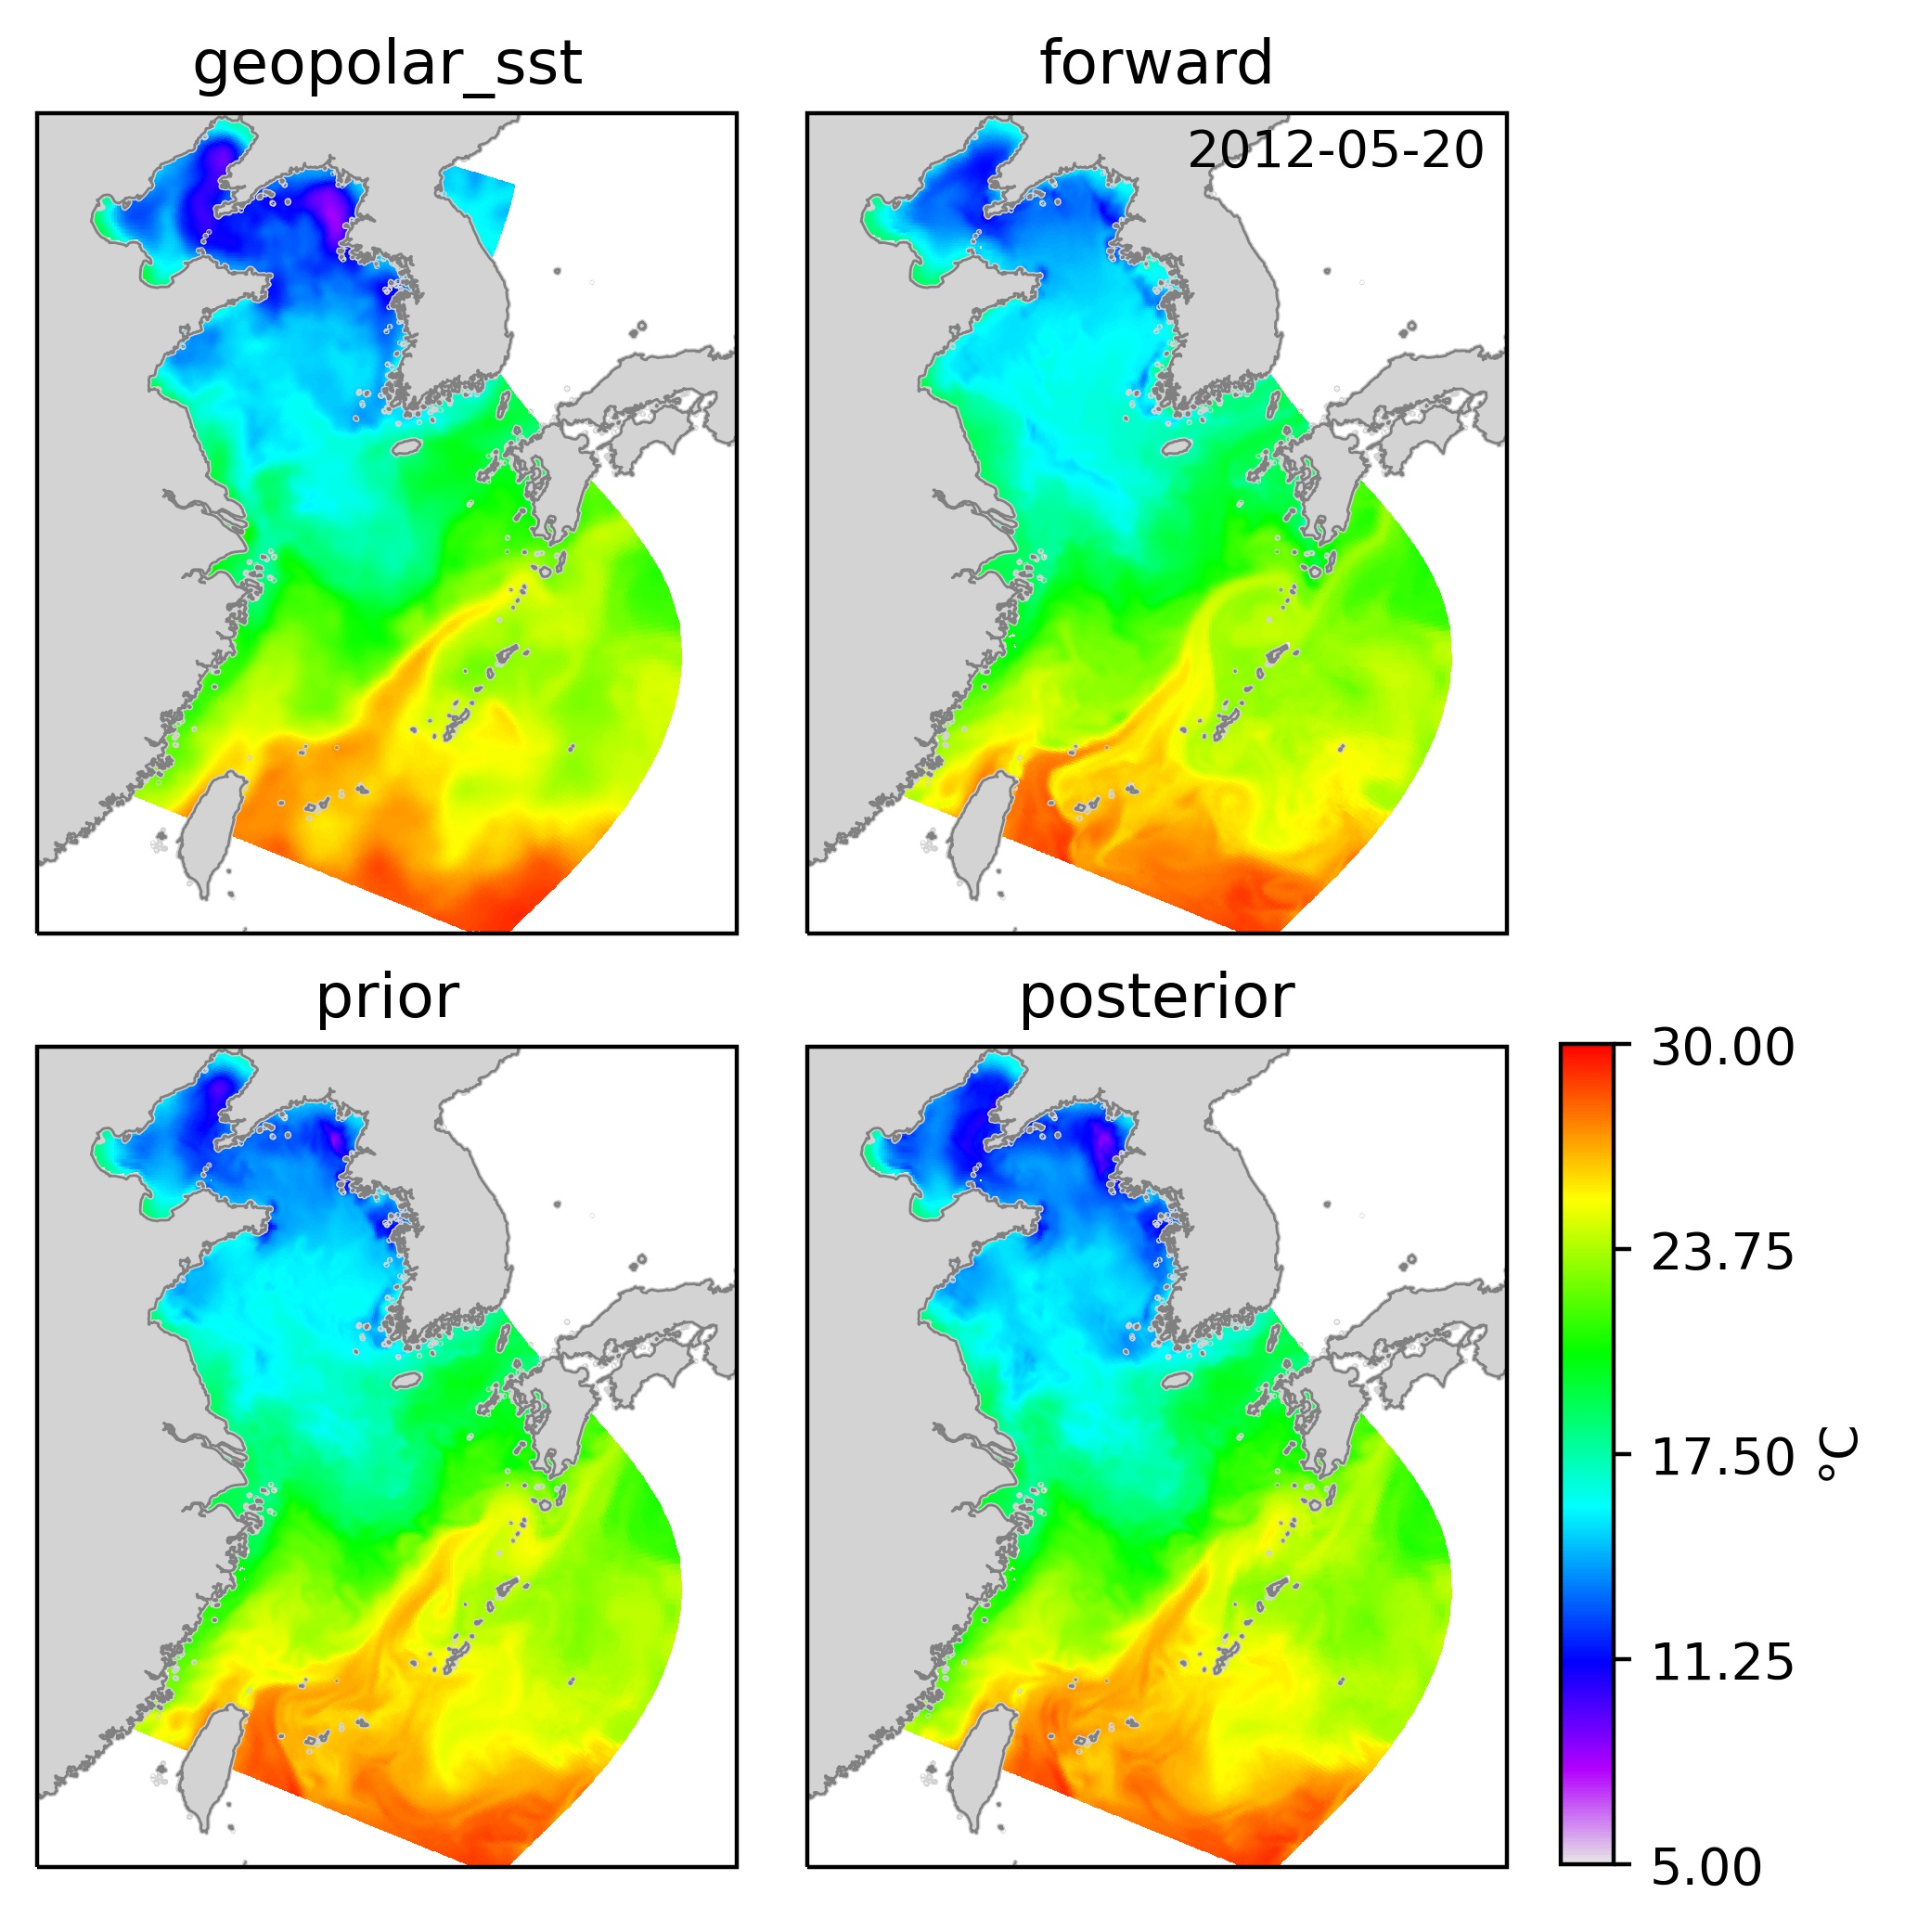 geopolar_sst
forward
2012-05-20
prior
posterior
30.00
23.75
17.50
11.25
5.00
°C